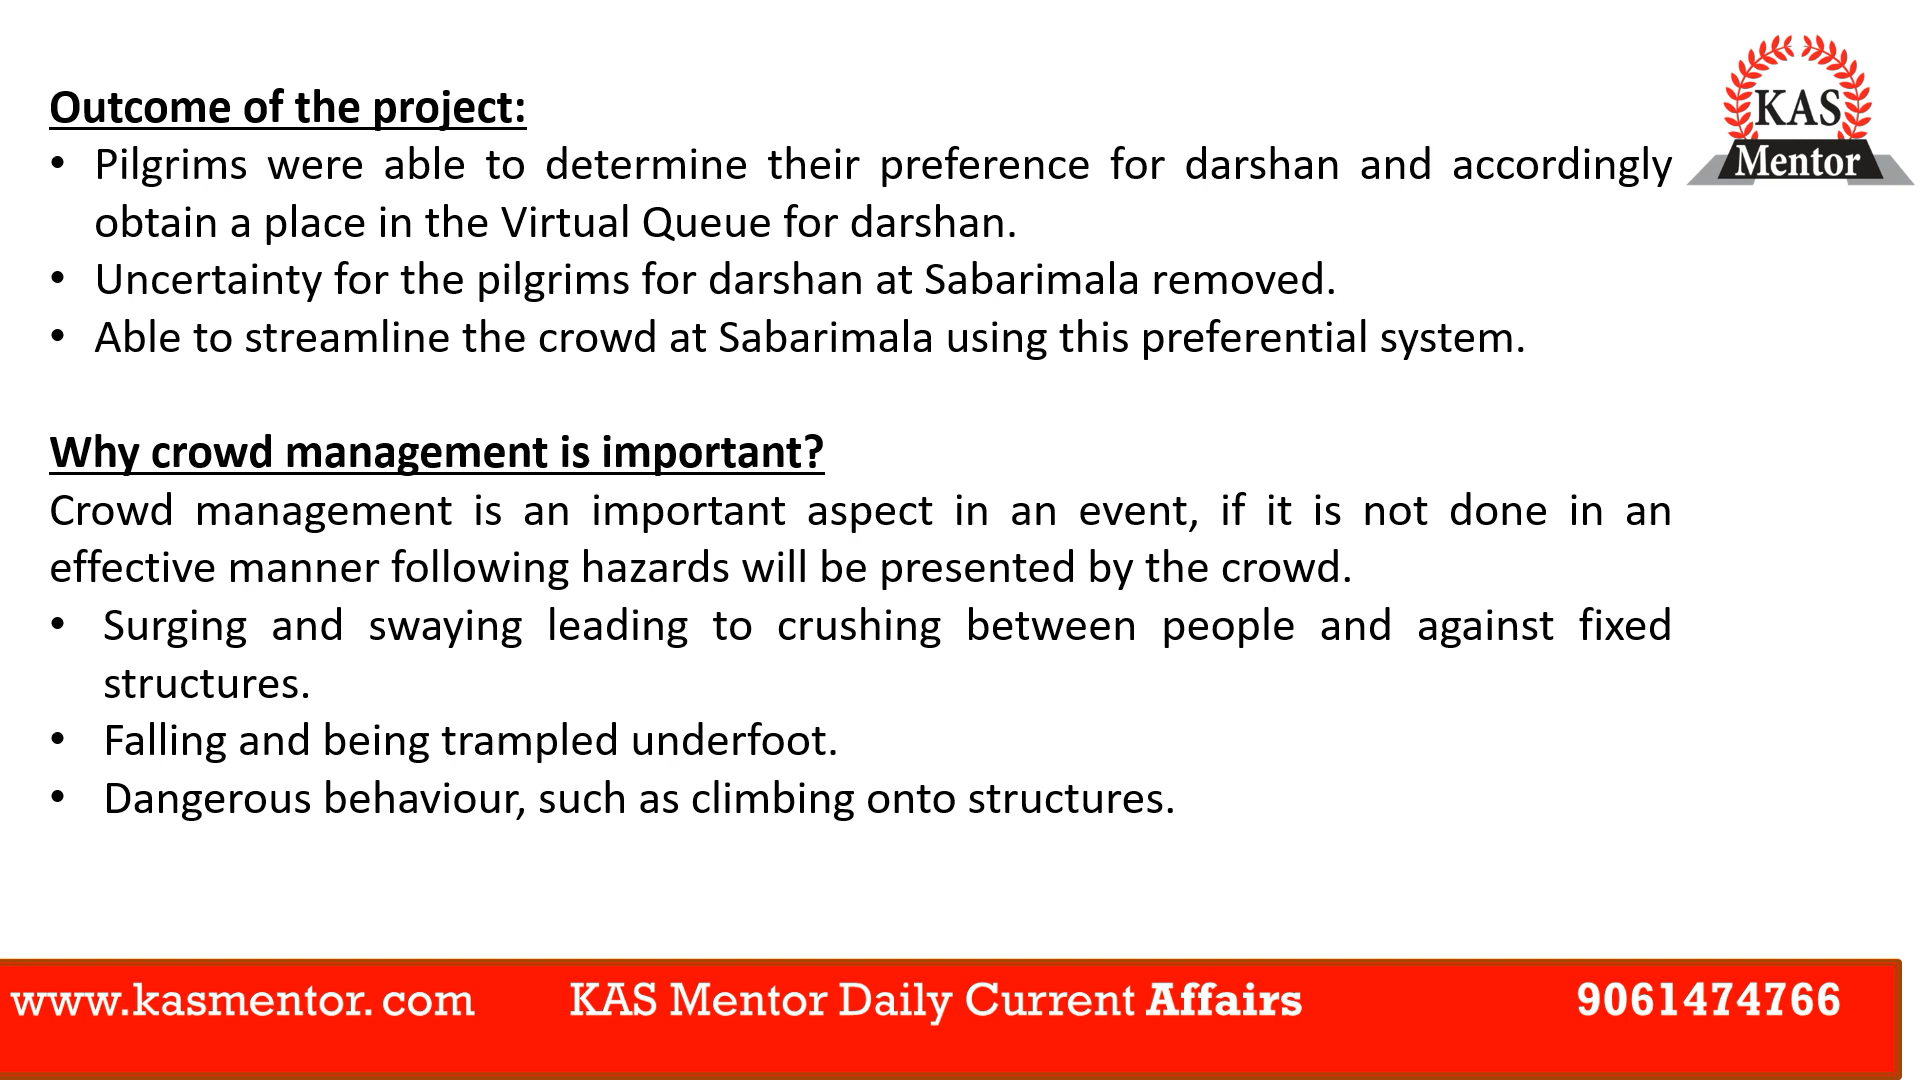 Outcome of the project:
• Pilgrims were able to determine their preference for darshan and accordingly
obtain a place in the Virtual Queue for darshan.
• Uncertainty for the pilgrims for darshan at Sabarimala removed.
• Able to streamline the crowd at Sabarimala using this preferential system.
Why crowd management is important?
Crowd management is an important aspect in an event, if it is not done in an
effective manner following hazards will be presented by the crowd.
• Surging and swaying leading to crushing between people and against fixed
structures.
• Falling and being trampled underfoot.
• Dangerous behaviour, such as climbing onto structures.
KAS
Mentor
www.kasmentor. com KAS Mentor Daily Current Affairs 9061474766